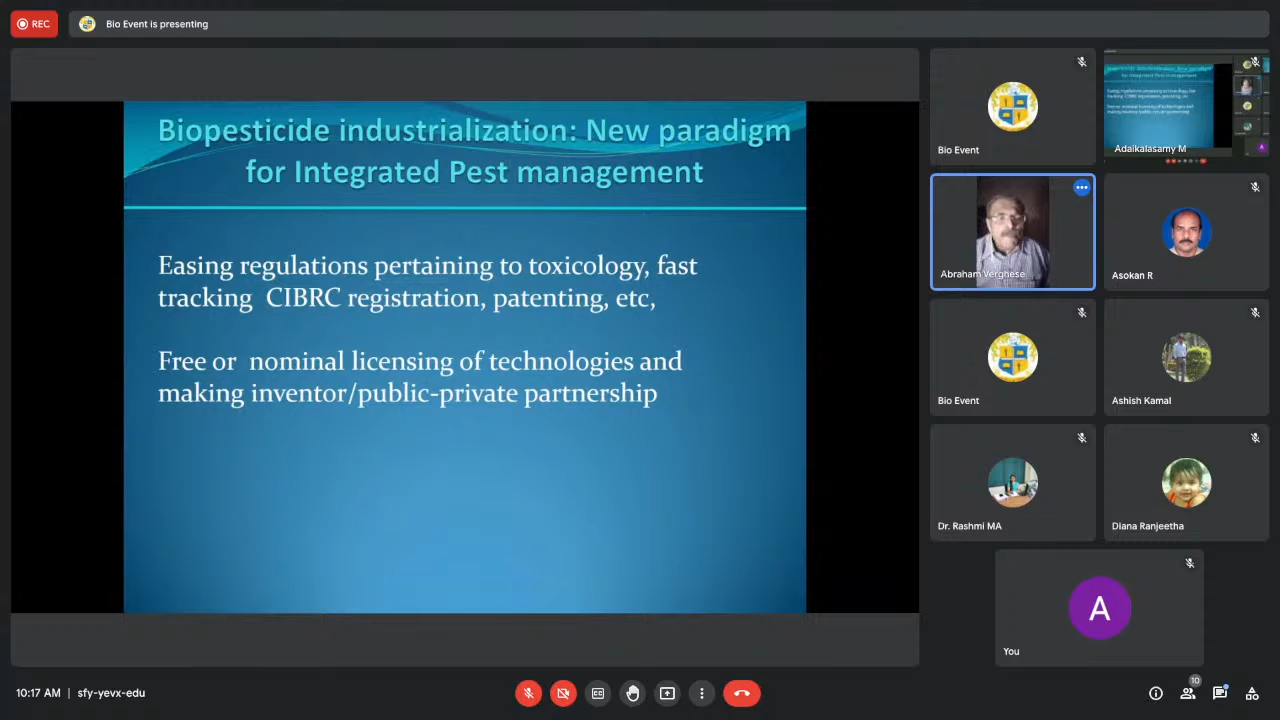 REC
Bio Event is presenting
Biopesticide industrialization: New paradigm
for Integrated Pest management
Easing regulations pertaining to toxicology, fast
tracking CIBRC registration, patenting, etc,
Free or nominal licensing of technologies and
making inventor/public-private partnership
Bio Event
Adaikalasamy M
Abraham Verghese
Asokan R
Bio Event
Ashish Kamal
Dr. Rashmi MA
Diana Ranjeetha
A
You
10:17 AM | sfy-yevx-edu
CC
10